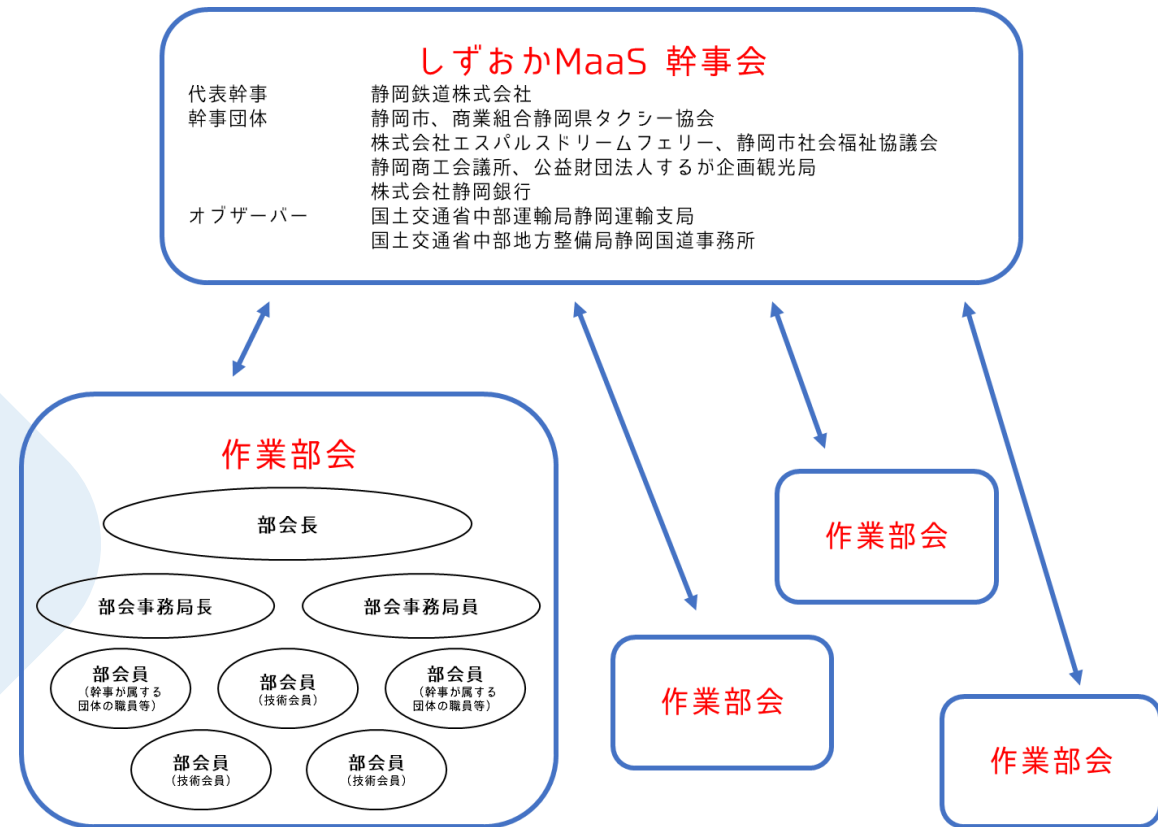 しずおかMaaS 幹事会
代表幹事 静岡鉄道株式会社
幹事団体 静岡市、商業組合静岡県タクシー協会
株式会社エスパルスドリームフェリー、静岡市社会福祉協議会
静岡商工会議所、公益財団法人するが企画観光局
株式会社静岡銀行
オブザーバー 国土交通省中部運輸局静岡運輸支局
国土交通省中部地方整備局静岡国道事務所
作業部会
部会長
部会事務局長
部会事務局員
部会員
（幹事が属する
団体の職員等）
部会員
（技術会員）
部会員
（幹事が属する
団体の職員等）
部会員
（技術会員）
部会員
（技術会員）
作業部会
作業部会
作業部会